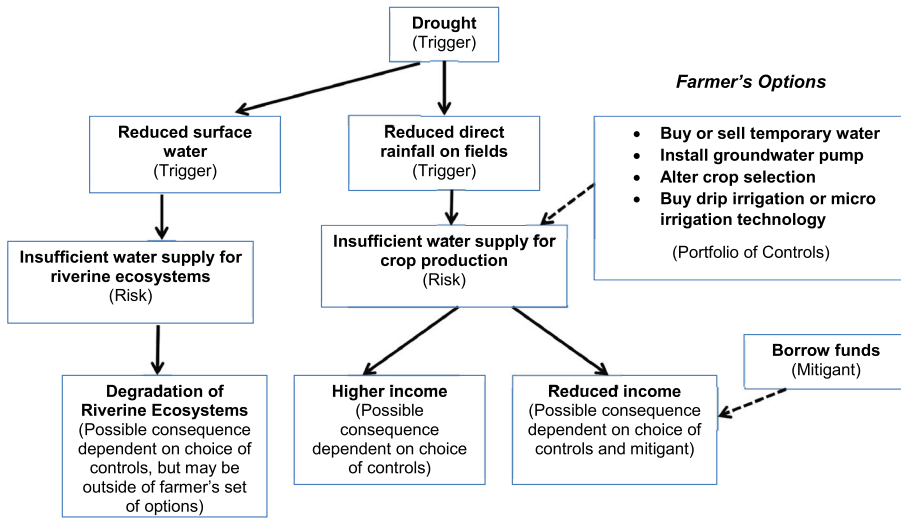 Drought
(Trigger)
Farmer’s Options
Reduced surface
water
(Trigger)
Reduced direct
rainfall on fields
(Trigger)
• Buy or sell temporary water
• Install groundwater pump
• Alter crop selection
• Buy drip irrigation or micro
irrigation technology
(Portfolio of Controls)
Insufficient water supply for
riverine ecosystems
(Risk)
Insufficient water supply for
crop production
(Risk)
Borrow funds
(Mitigant)
Degradation of
Riverine Ecosystems
(Possible consequence
dependent on choice of
controls, but may be
outside of farmer’s set
of options)
Higher income
(Possible
consequence
dependent on choice
of controls)
Reduced income
(Possible consequence
dependent on choice of
controls and mitigant)